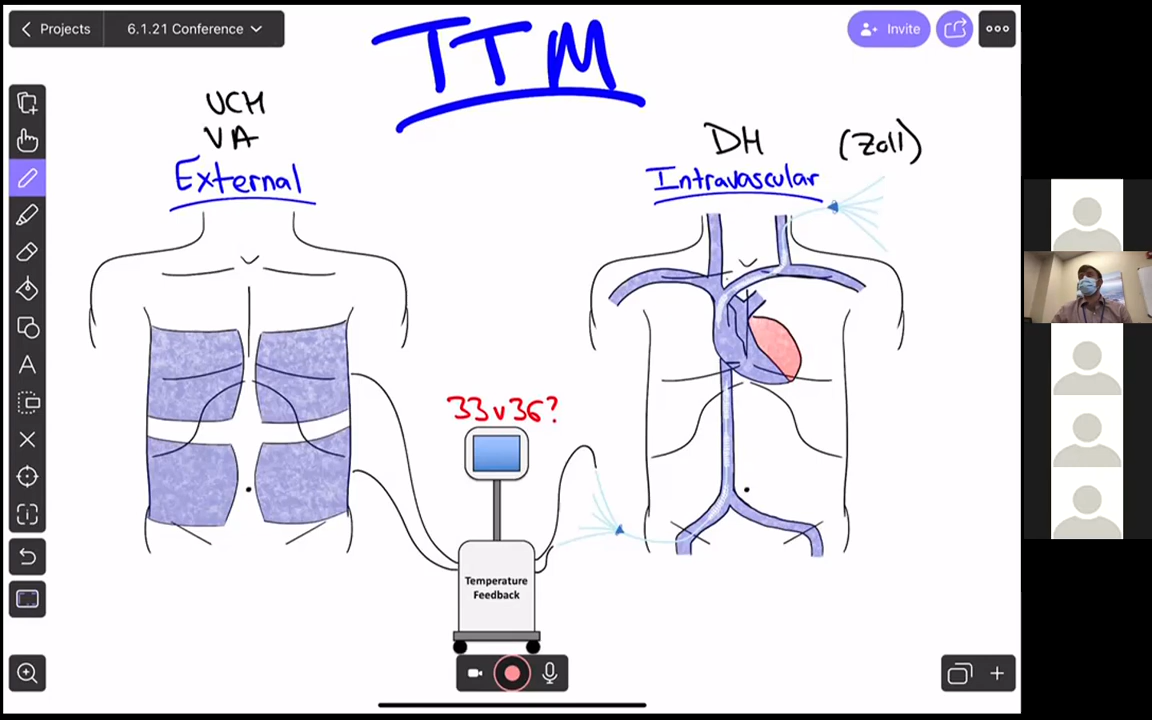 Projects
6.1.21 Conference
Invite
TTM
UCH
VA
External
DH
(Zoll)
Intravascular
33 v 36?
Temperature
Feedback